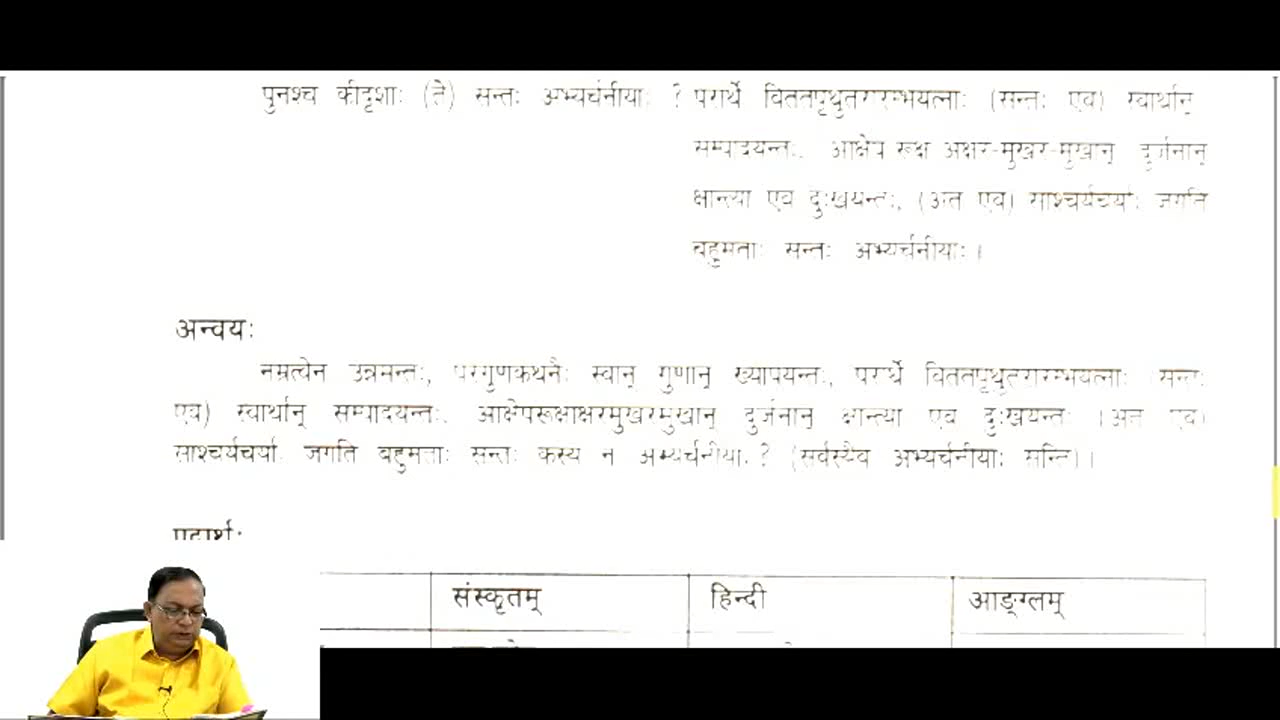 पुनश्च कीदृशाः (ते) सन्तः अभ्यर्चनीयाः ? परार्थे विततपृथुतरारम्भयत्नाः (सन्तः एव) स्वार्थान्
सम्पादयन्तः, आक्षेप रूक्ष अक्षर-मुखर-मुखान् दुर्जनान्
क्षान्त्या एव दुःखयन्तः, (अत एव) साश्चर्यचर्याः जगति
बहुमताः सन्तः अभ्यर्चनीयाः ।
अन्वयः
नम्रत्वेन उन्नमन्तः, परगुणकथनैः स्वान् गुणान् ख्यापयन्तः, परार्थे विततपृथुतरारम्भयत्नाः (सन्तः
एव) स्वार्थान् सम्पादयन्तः, आक्षेपरूक्षाक्षरमुखरमुखान् दुर्जनान् क्षान्त्या एव दुःखयन्तः (अत एव)
साश्चर्यचर्याः जगति बहुमताः सन्तः कस्य न अभ्यर्चनीयाः ? (सर्वस्यैव अभ्यर्चनीयाः सन्ति) ।
पदार्थः
संस्कृतम् हिन्दी आङ्ग्लम्